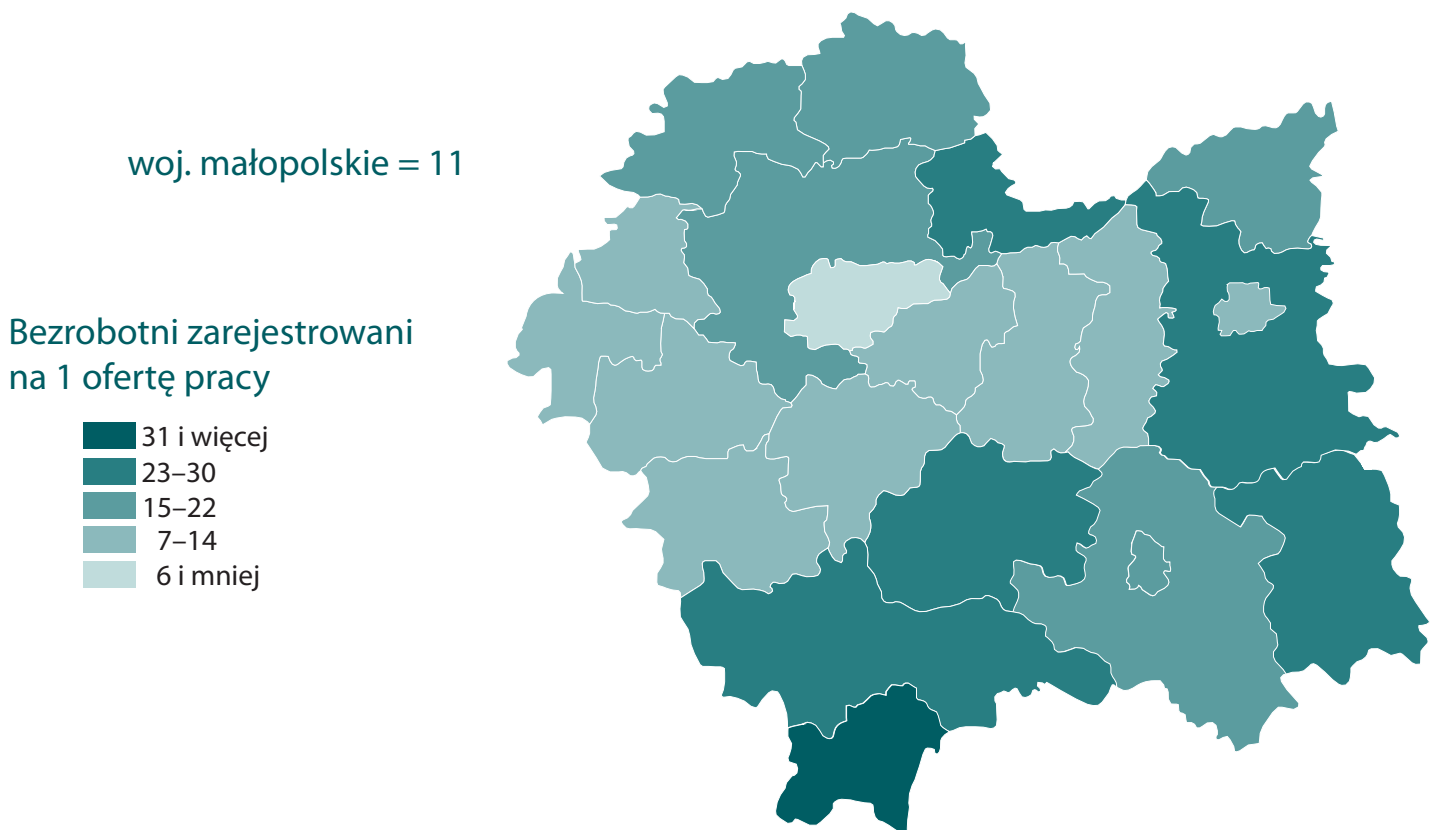 woj. małopolskie = 11
Bezrobotni zarejestrowani
na 1 ofertę pracy
31 i więcej
23–30
15–22
7–14
6 i mniej